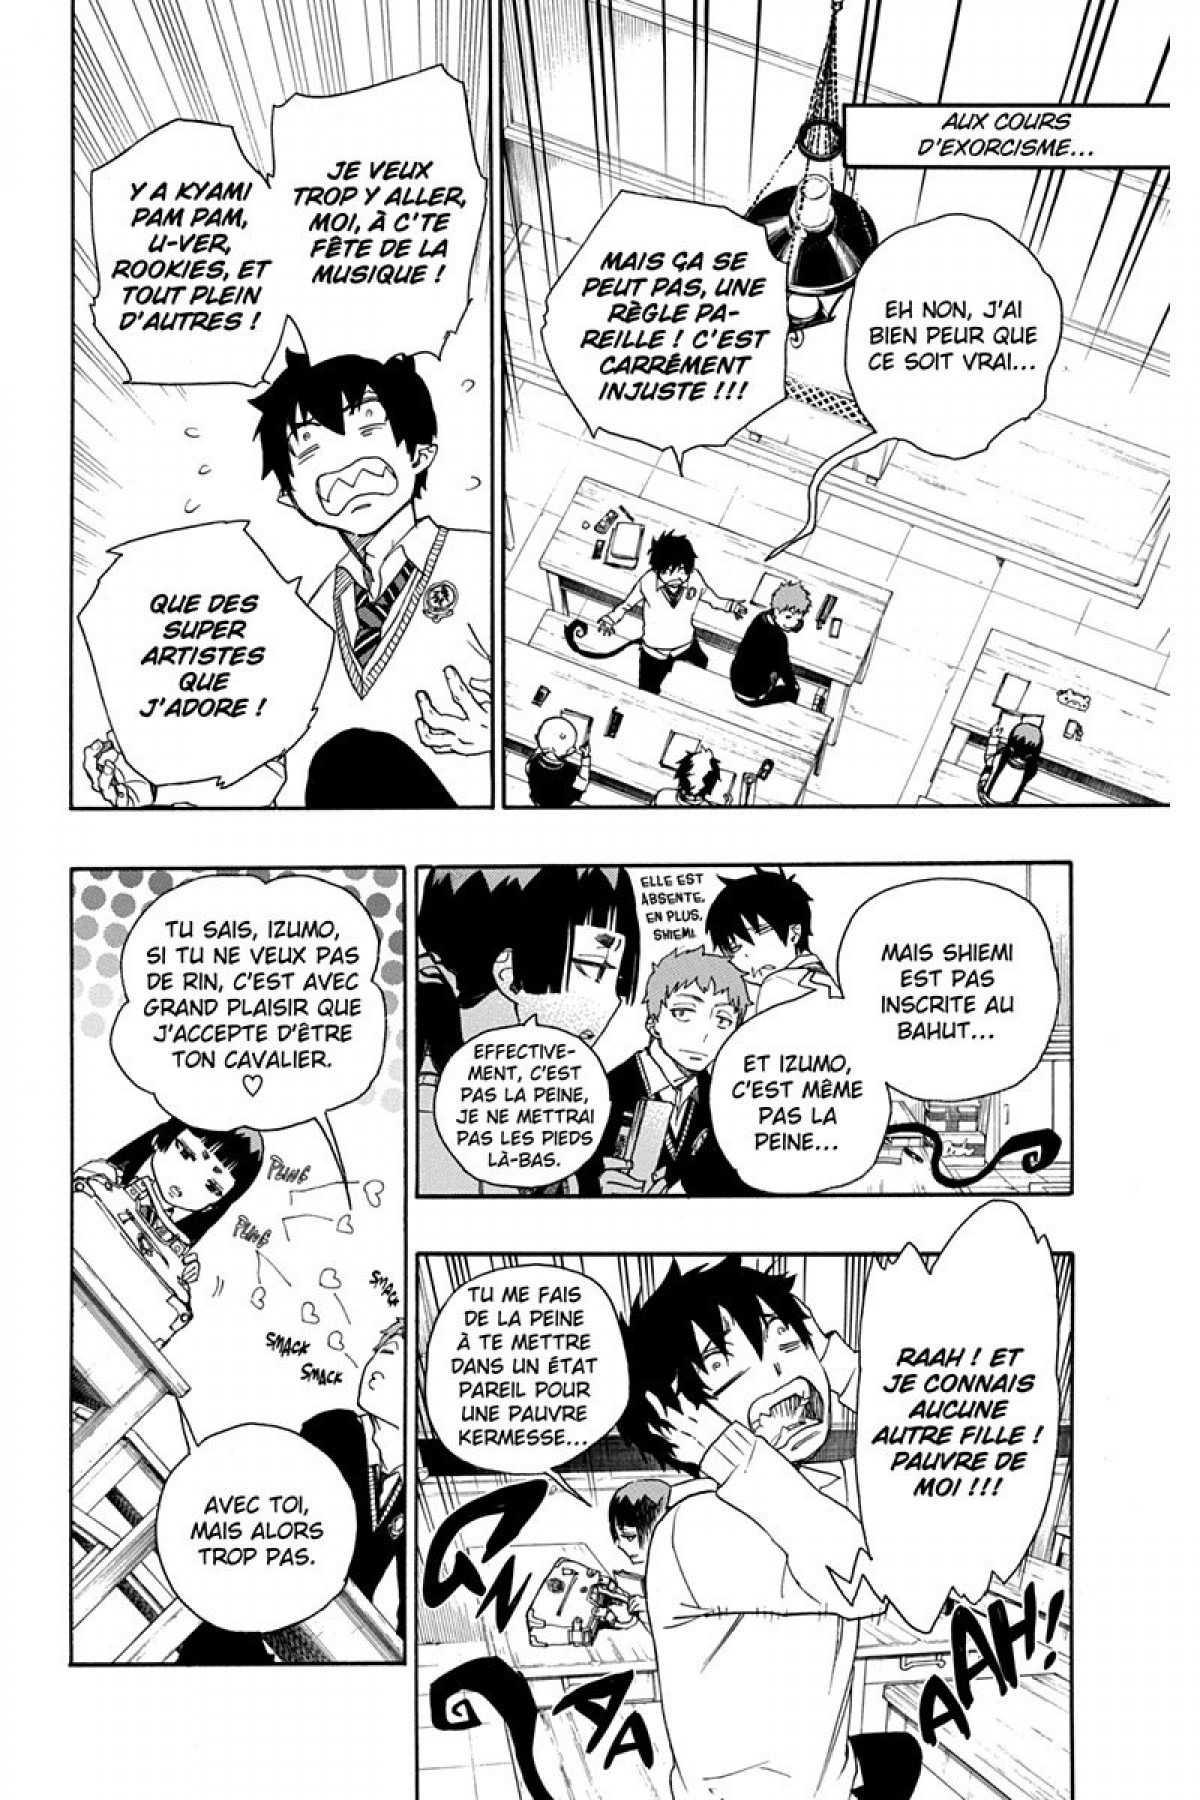 AUX COURS
D'EXORCISME...
EH NON, J'AI
BIEN PEUR QUE
CE SOIT VRAI...
MAIS ÇA SE
PEUT PAS, UNE
RÈGLE PA-
REILLE ! C'EST
CARRÉMENT
INJUSTE !!!
JE VEUX
TROP Y ALLER,
MOI, À C'TE
FÊTE DE LA
MUSIQUE !
Y A KYAMI
PAM PAM,
U-VER,
ROOKIES, ET
TOUT PLEIN
D'AUTRES !
QUE DES
SUPER
ARTISTES
QUE
J'ADORE !
MAIS SHIEMI
EST PAS
INSCRITE AU
BAHUT...
ELLE EST
ABSENTE,
EN PLUS,
SHIEMI.
ET IZUMO,
C'EST MÊME
PAS LA
PEINE...
EFFECTIVE-
MENT, C'EST
PAS LA PEINE,
JE NE METTRAI
PAS LES PIEDS
LÀ-BAS.
TU SAIS, IZUMO,
SI TU NE VEUX PAS
DE RIN, C'EST AVEC
GRAND PLAISIR QUE
J'ACCEPTE D'ÊTRE
TON CAVALIER.
♡
PLING
PLING
SMACK
SMACK
SMACK
AVEC TOI,
MAIS ALORS
TROP PAS.
RAAH ! ET
JE CONNAIS
AUCUNE
AUTRE FILLE !
PAUVRE DE
MOI !!!
TU ME FAIS
DE LA PEINE
À TE METTRE
DANS UN ÉTAT
PAREIL POUR
UNE PAUVRE
KERMESSE...
GN
AA
AAH!